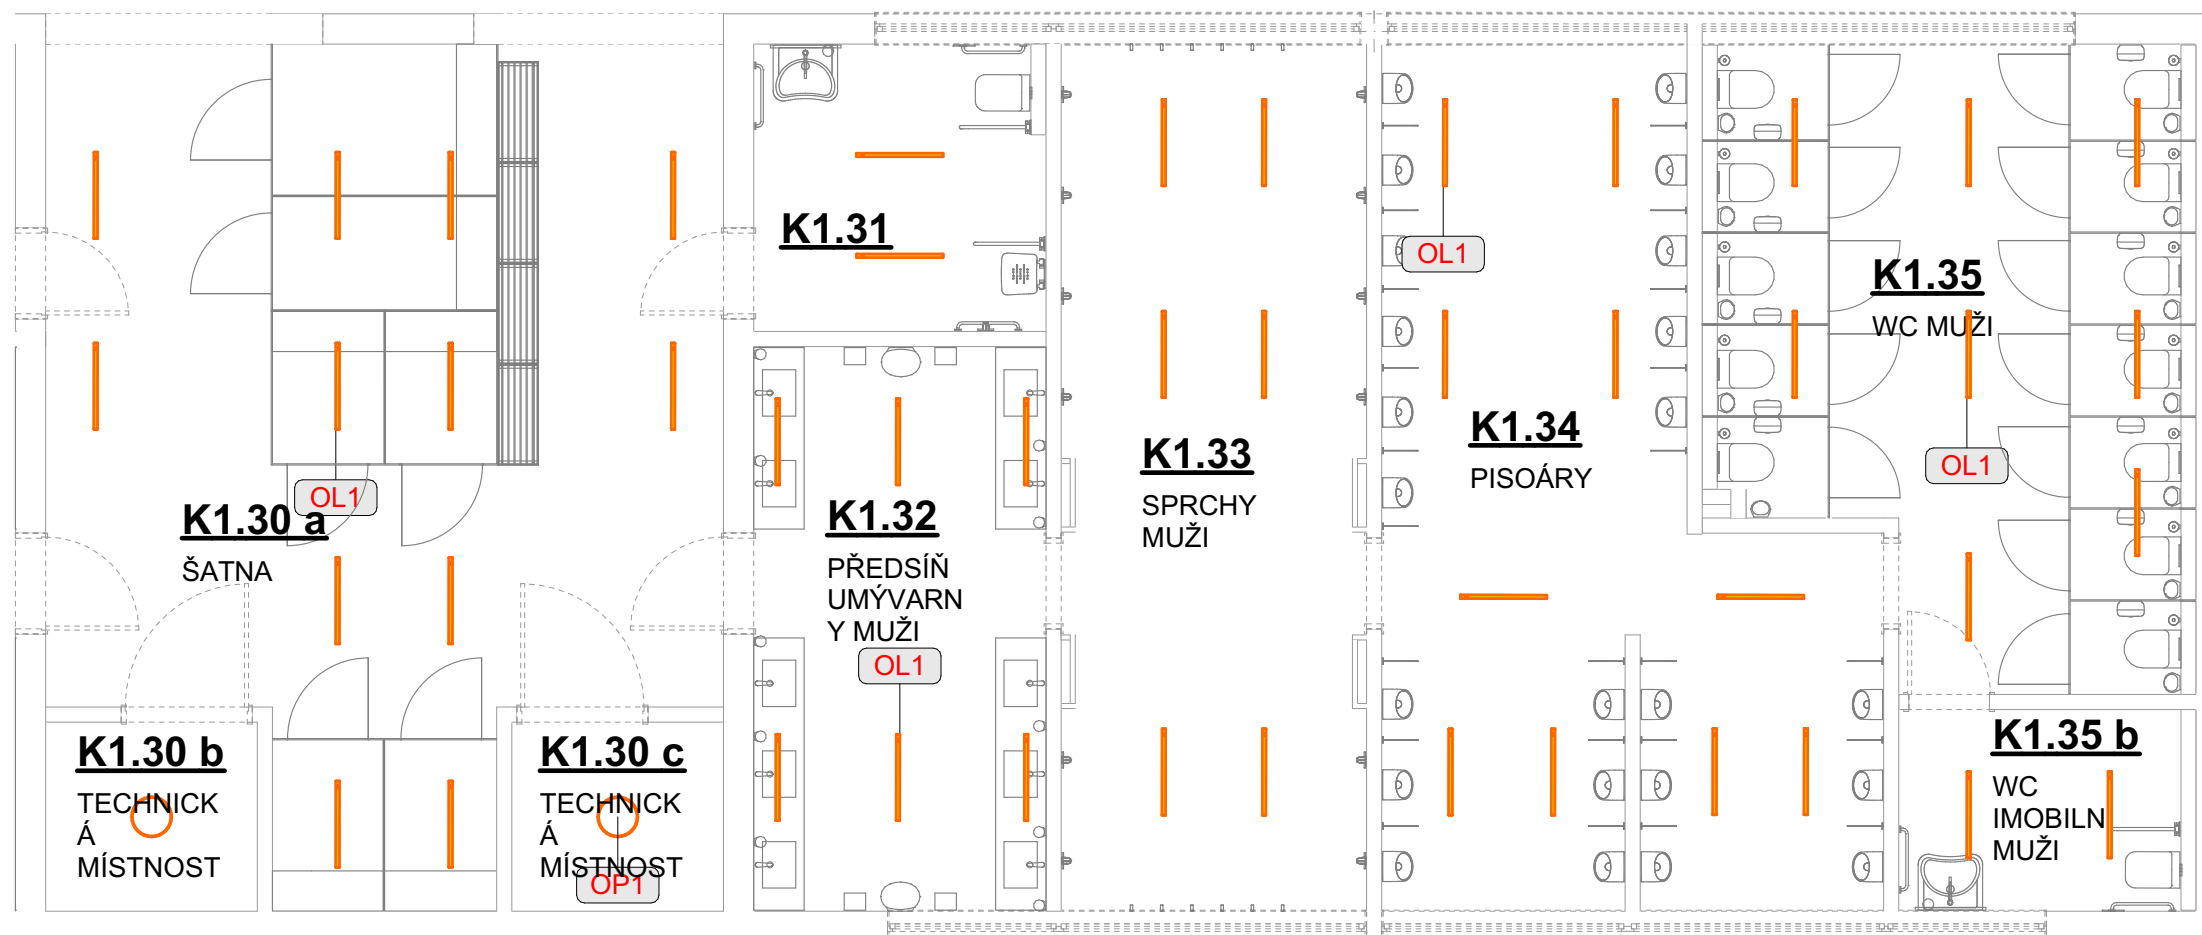 K1.31
OL1
K1.35
WC MUŽI
K1.34
PISOÁRY
K1.33
SPRCHY
MUŽI
OL1
OL1
K1.30 a
ŠATNA
K1.32
PŘEDSÍŇ
UMÝVARN
Y MUŽI
OL1
K1.30 b
TECHNICK
Á
MÍSTNOST
K1.30 c
TECHNICK
Á
MÍSTNOST
OP1
K1.35 b
WC
IMOBILN
MUŽI